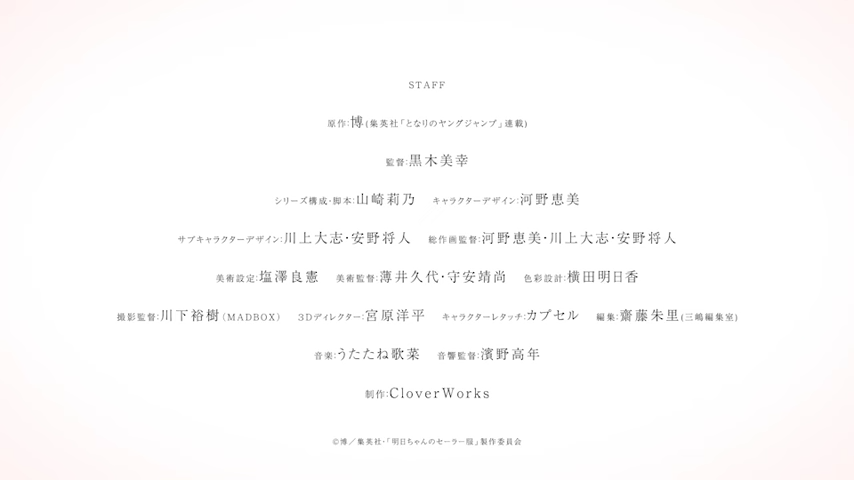 STAFF
原作:博(集英社「となりのヤングジャンプ」連載)
監督:黒木美幸
シリーズ構成・脚本:山崎莉乃 キャラクターデザイン:河野恵美
サブキャラクターデザイン:川上大志・安野将人 総作画監督:河野恵美・川上大志・安野将人
美術設定:塩澤良憲 美術監督:薄井久代・守安靖尚 色彩設計:横田明日香
撮影監督:川下裕樹(MADBOX) 3Dディレクター:宮原洋平 キャラクターレタッチ:カプセル 編集:齋藤朱里(三嶋編集室)
音楽:うたたね歌菜 音響監督:濱野高年
制作:CloverWorks
©博/集英社・「明日ちゃんのセーラー服」製作委員会